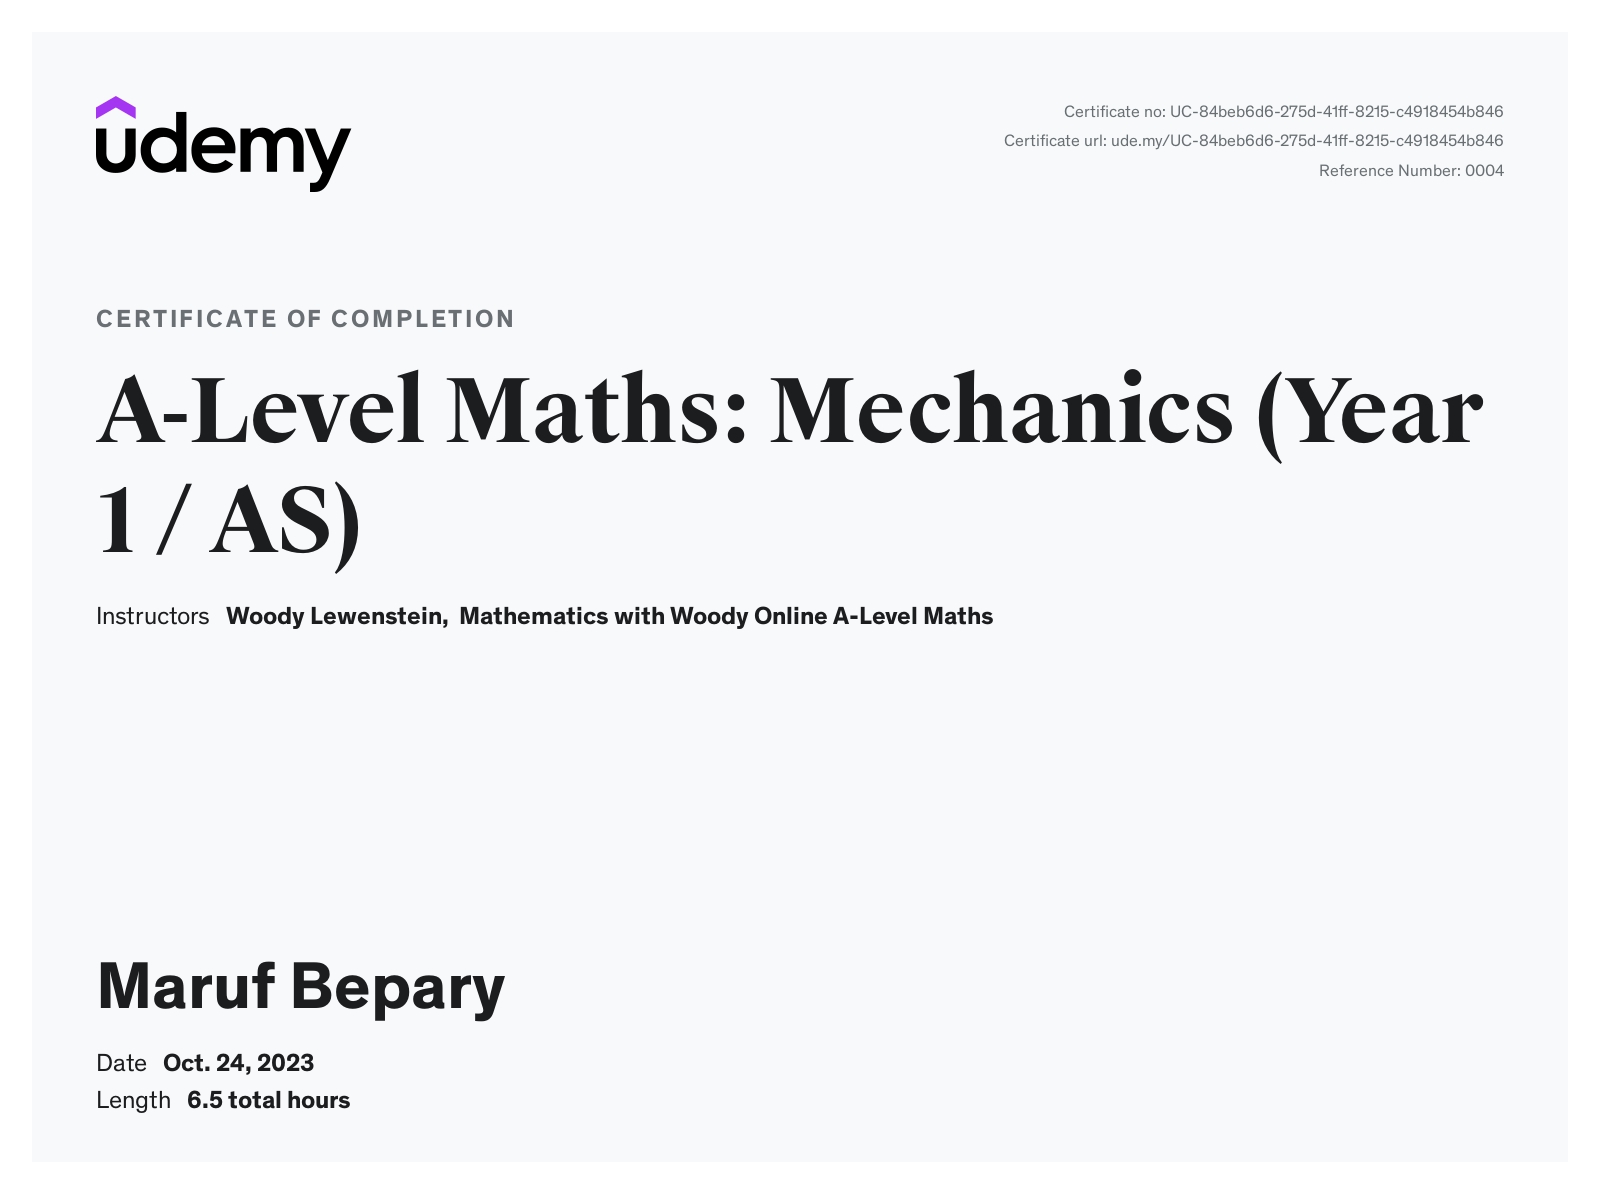 udemy
Certificate no: UC-84beb6d6-275d-41ff-8215-c4918454b846
Certificate url: ude.my/UC-84beb6d6-275d-41ff-8215-c4918454b846
Reference Number: 0004
CERTIFICATE OF COMPLETION
A-Level Maths: Mechanics (Year
1 / AS)
Instructors Woody Lewenstein, Mathematics with Woody Online A-Level Maths
Maruf Bepary
Date Oct. 24, 2023
Length 6.5 total hours